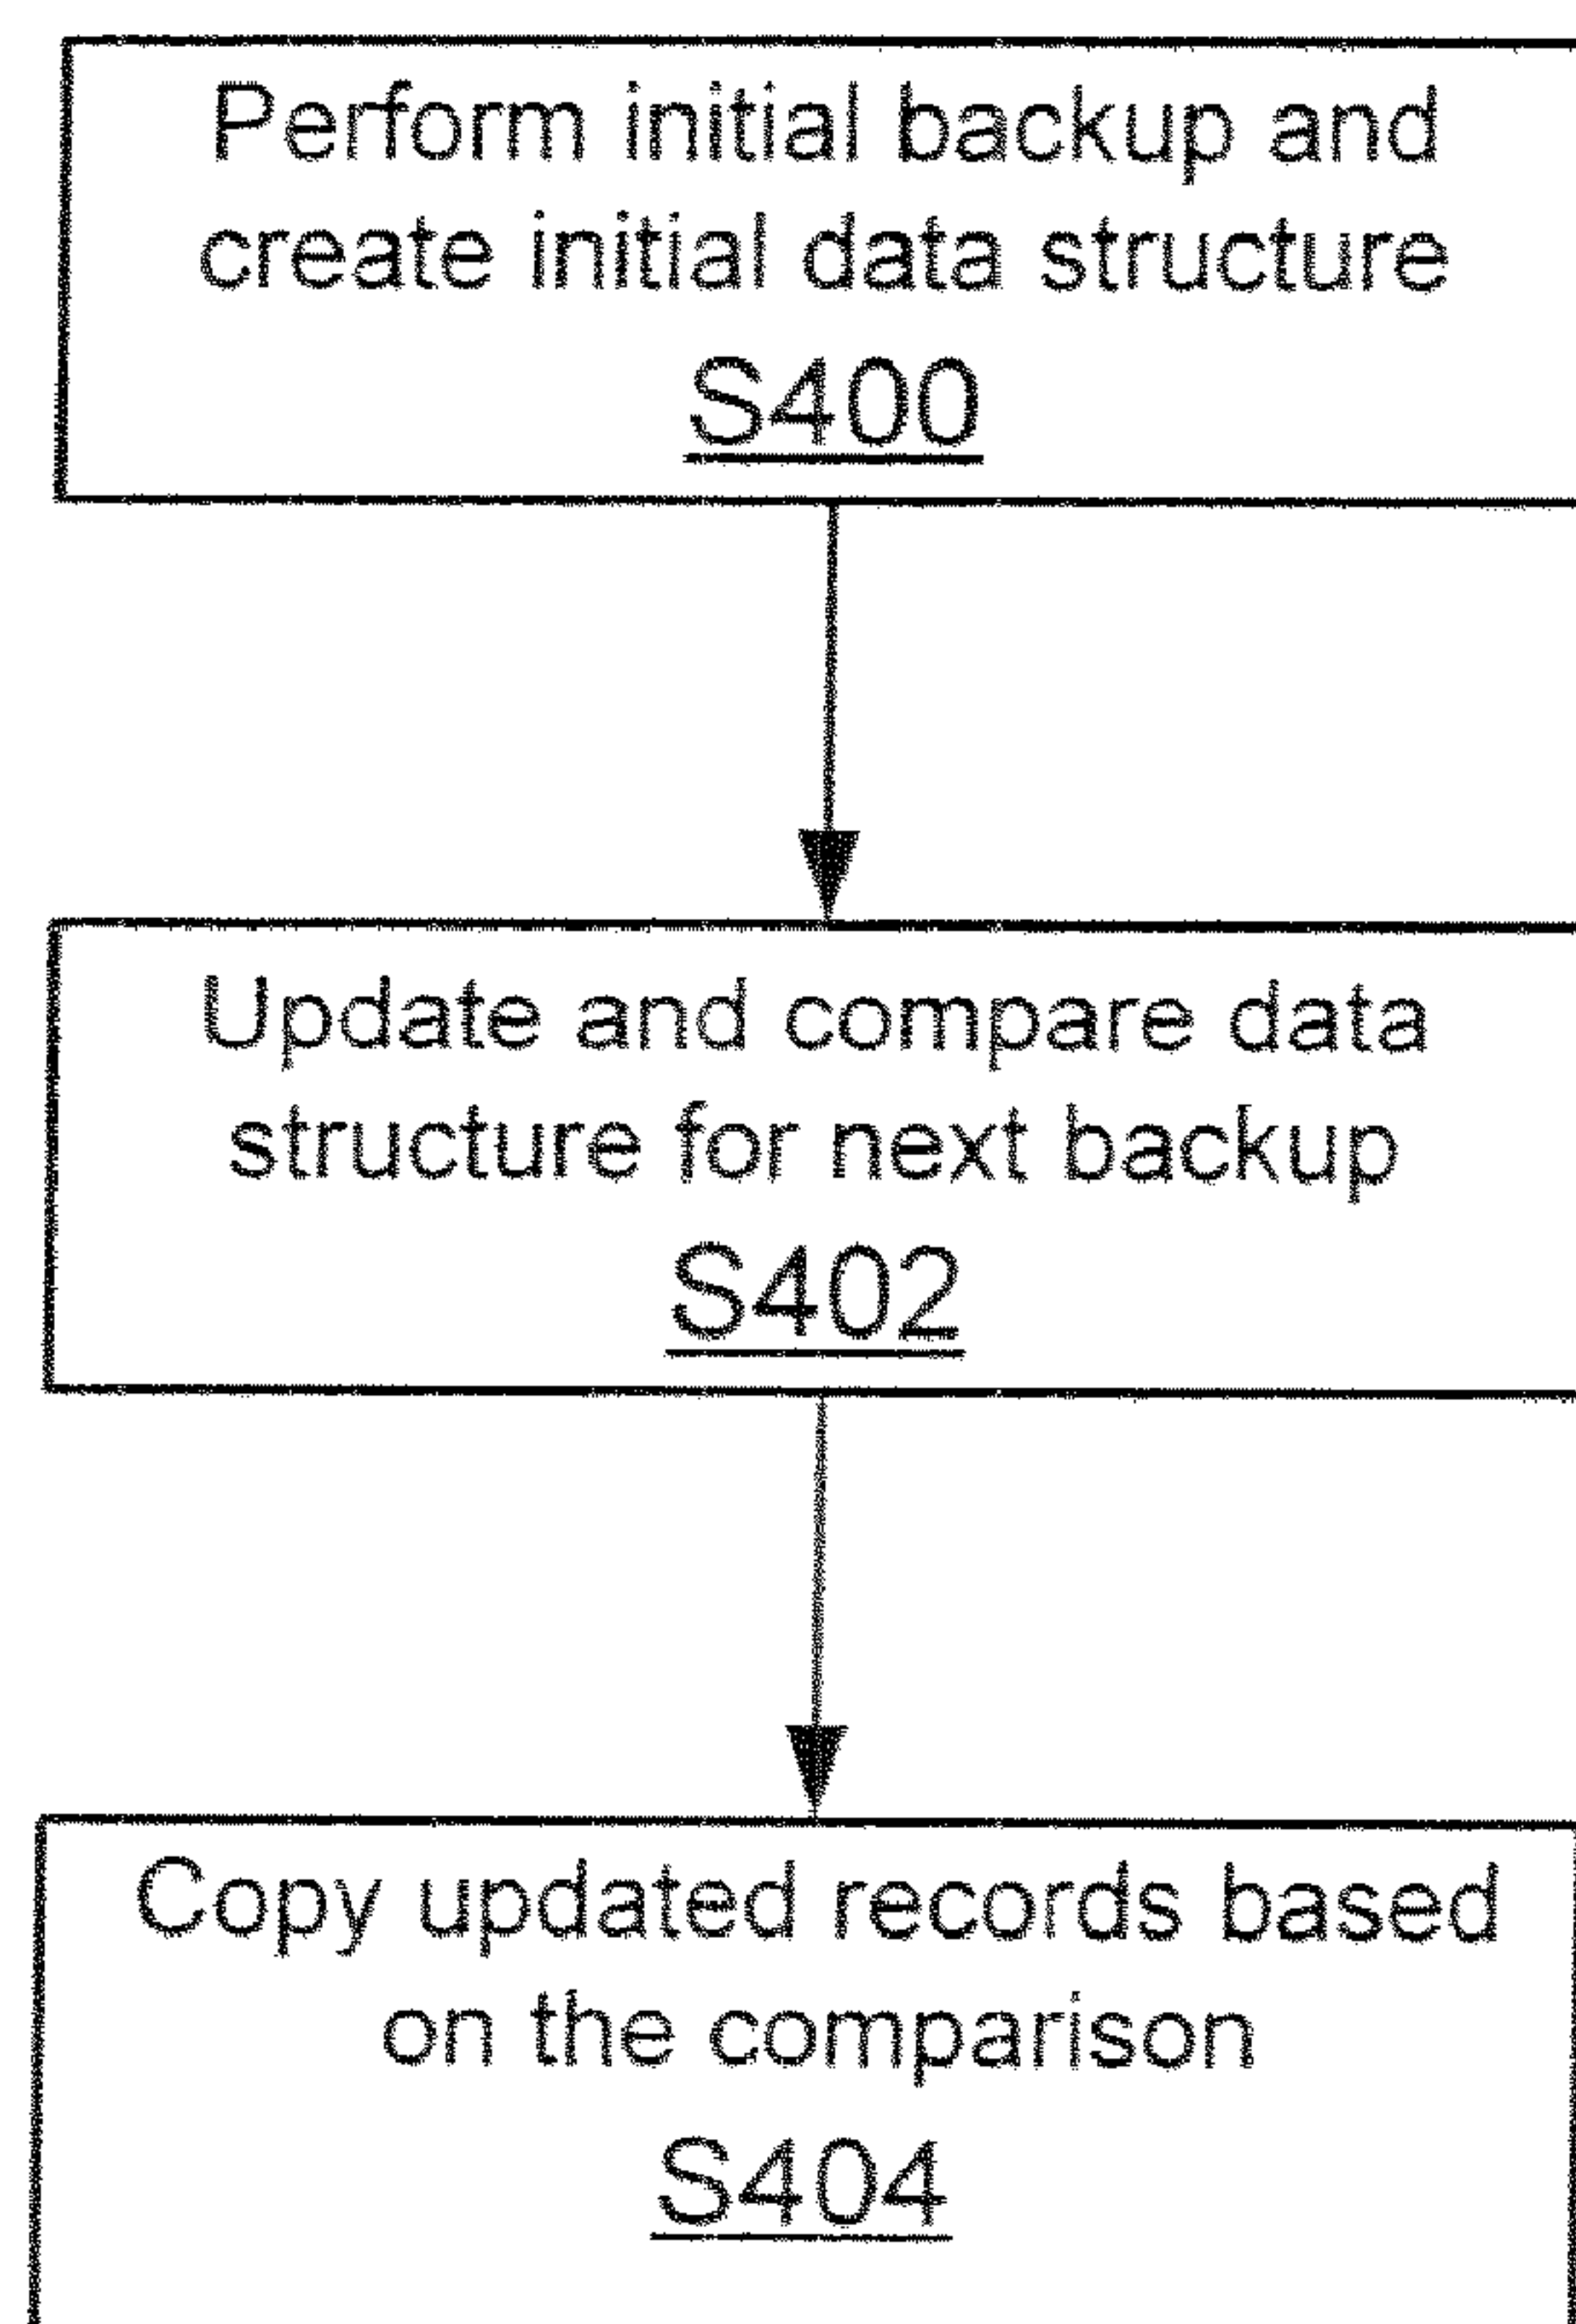 Perform initial backup and
create initial data structure
S400
Update and compare data
structure for next backup
S402
Copy updated records based
on the comparison
S404